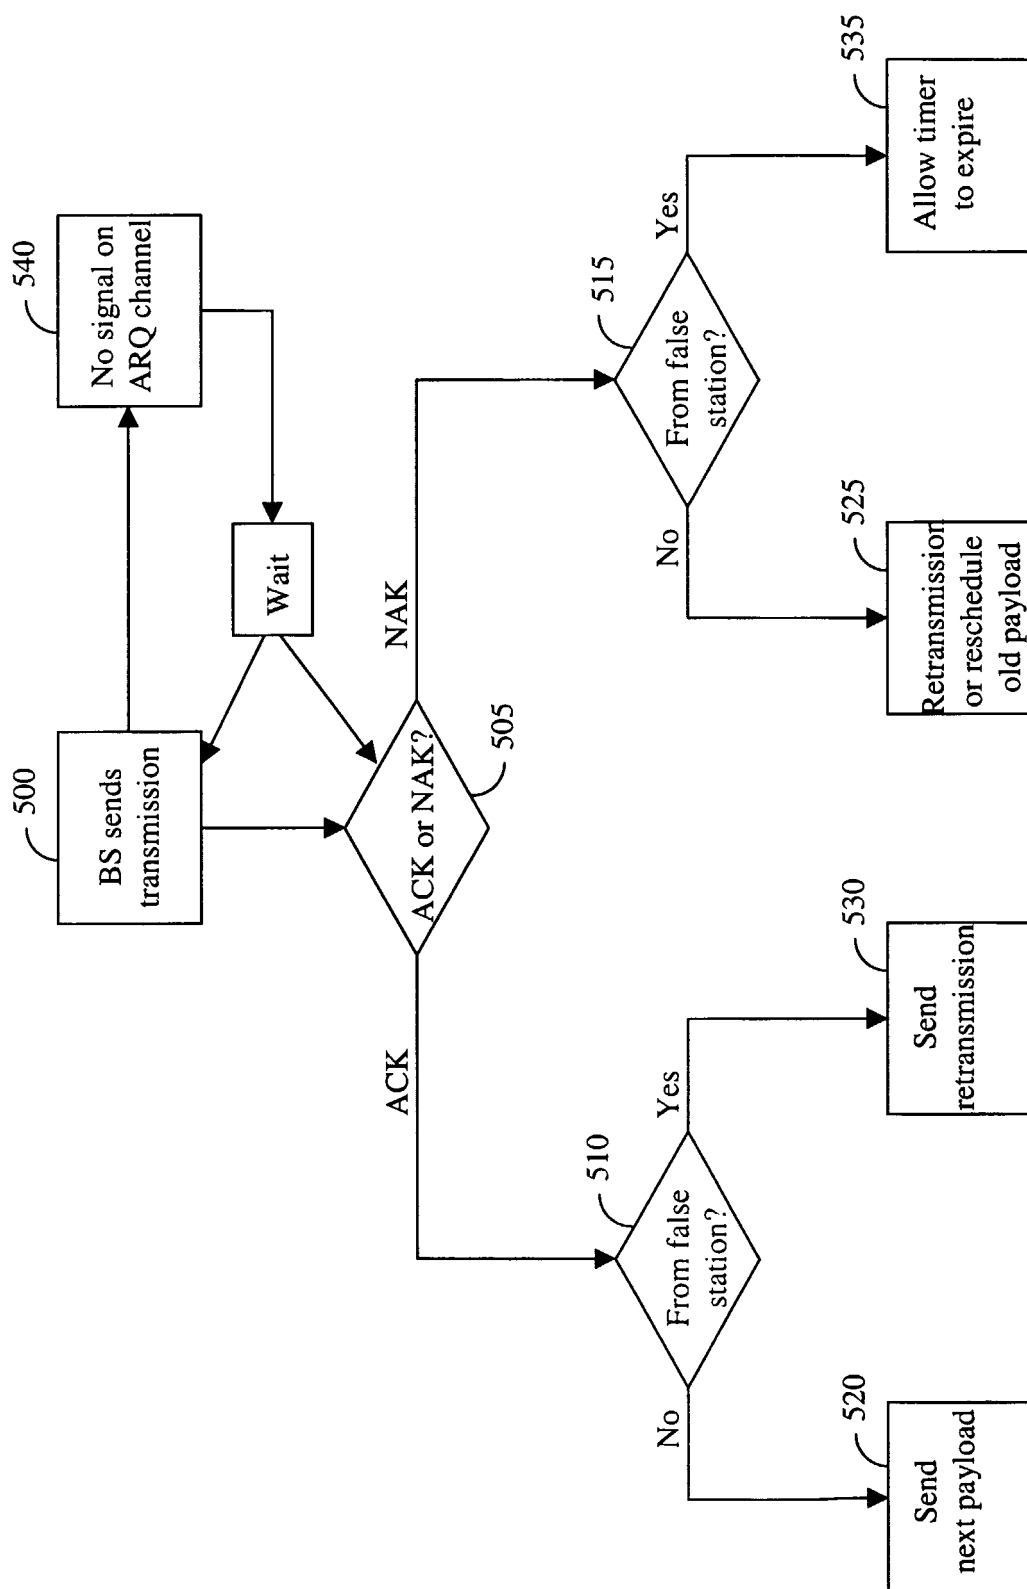 500
BS sends
transmission
540
No signal on
ARQ channel
Wait
ACK or NAK?
505
ACK
NAK
510
From false
station?
515
From false
station?
No
Yes
No
Yes
520
Send
next payload
530
Send
retransmission
525
Retransmission
or reschedule
old payload
535
Allow timer
to expire